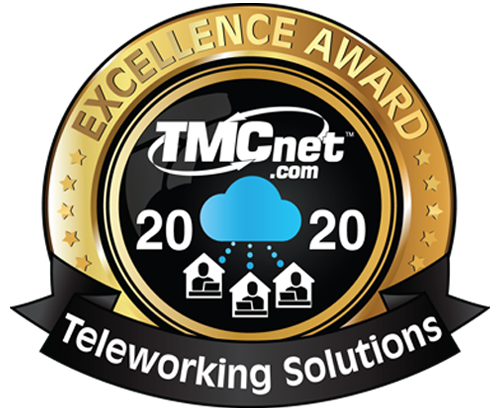 EXCELLENCE AWARD
TMCnet™
.com
20 20
Teleworking Solutions